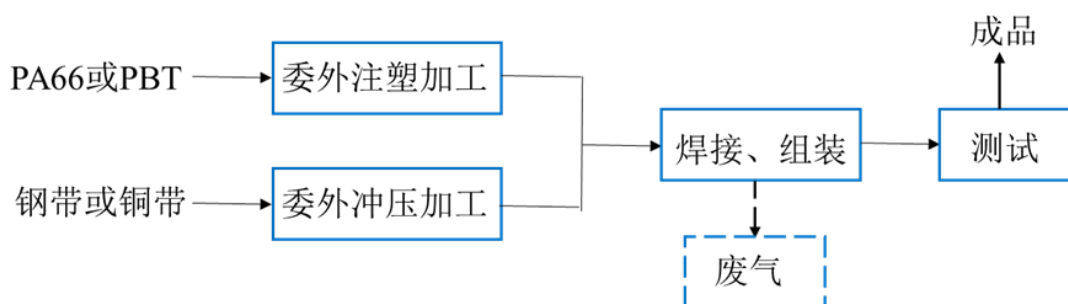 成品
PA66或PBT
委外注塑加工
焊接、组装
测试
钢带或铜带
委外冲压加工
废气